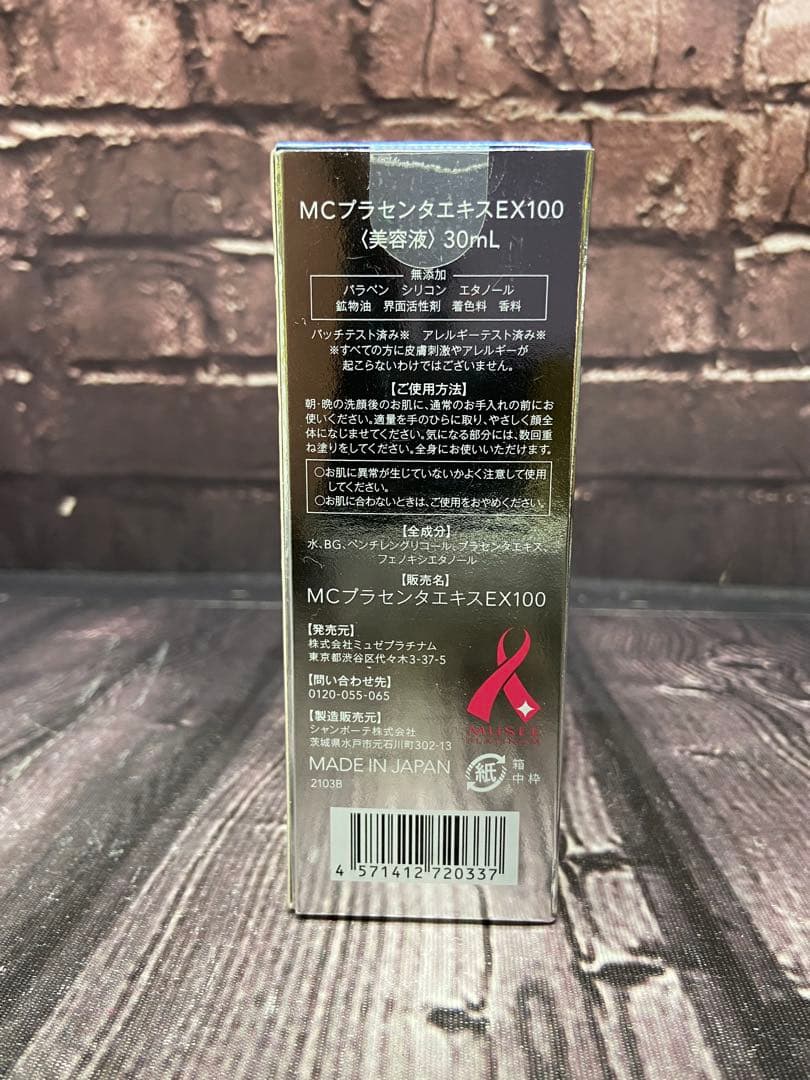 MCプラセンタエキスEX100
〈美容液〉30mL
無添加
パラベン シリコン エタノール
鉱物油 界面活性剤 着色料 香料
パッチテスト済み※ アレルギーテスト済み※
※すべての方に皮膚刺激やアレルギーが
起こらないわけではございません。
【ご使用方法】
朝・晩の洗顔後のお肌に、通常のお手入れの前にお
使いください。適量を手のひらに取り、やさしく顔全
体になじませてください。気になる部分には、数回重
ね塗りをしてください。全身にお使いいただけます。
○お肌に異常が生じていないかよく注意して使用
してください。
○お肌に合わないときは、ご使用をおやめください。
【全成分】
水、BG、ペンチレングリコール、プラセンタエキス、
フェノキシエタノール
【販売名】
MCプラセンタエキスEX100
【発売元】
株式会社ミュゼプラチナム
東京都渋谷区代々木3-37-5
【問い合わせ先】
0120-055-065
【製造販売元】
シャンボーテ株式会社
茨城県水戸市元石川町302-13
MADE IN JAPAN
2103B
MUSEE
PLATINUM
紙
箱
中枠
4 571412 720337